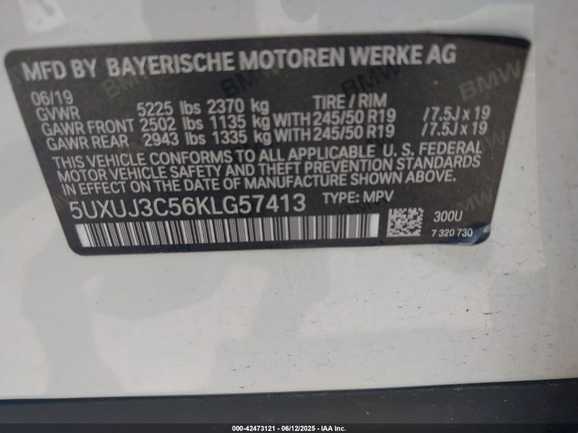 MFD BY BAYERISCHE MOTOREN WERKE AG
06/19 TIRE / RIM
GVWR 5225 lbs 2370 kg
GAWR FRONT 2502 lbs 1135 kg WITH 245/50 R19 /7.5J x 19
GAWR REAR 2943 lbs 1335 kg WITH 245/50 R19 /7.5J x 19
THIS VEHICLE CONFORMS TO ALL APPLICABLE U. S. FEDERAL
MOTOR VEHICLE SAFETY AND THEFT PREVENTION STANDARDS
IN EFFECT ON THE DATE OF MANUFACTURE SHOWN ABOVE.
5UXUJ3C56KLG57413 TYPE: MPV
300U
7 320 730
000-42473121 - 06/12/2025 - IAA Inc.